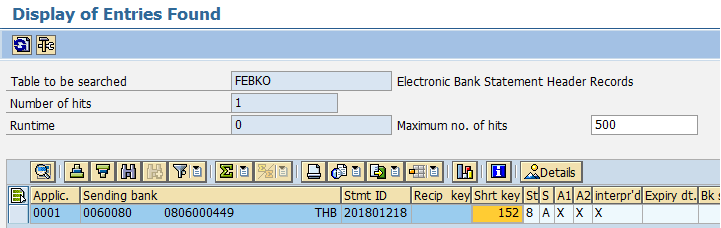 Display of Entries Found
Table to be searched FEBKO Electronic Bank Statement Header Records
Number of hits 1
Runtime 0 Maximum no. of hits 500
Details
Applic. Sending bank Stmt ID Recip key Shrt key St S A1 A2 interpr'd Expiry dt. Bk s
0001 0060080 0806000449 THB 201801218 152 8 A X X X